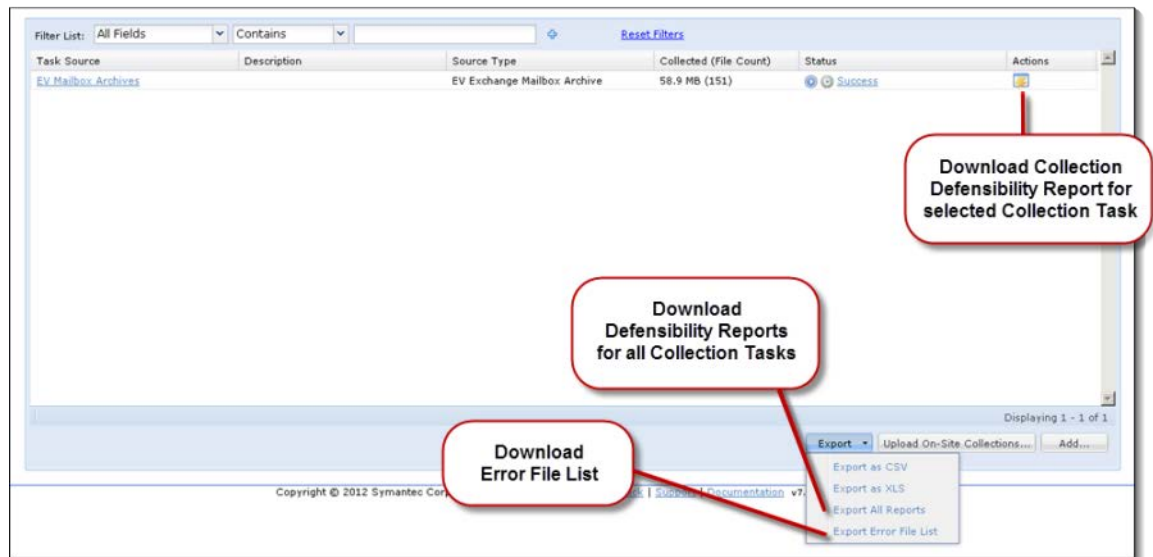 Filter List: All Fields Contains Reset Filters
Task Source Description Source Type Collected (File Count) Status Actions
EV Mailbox Archives EV Exchange Mailbox Archive 58.9 MB (151) Success
Download Collection
Defensibility Report for
selected Collection Task
Download
Defensibility Reports
for all Collection Tasks
Displaying 1 - 1 of 1
Export Upload On-Site Collections... Add...
Download
Error File List
Export as CSV
Export as XLS
Export All Reports
Export Error File List
Copyright © 2012 Symantec | Support | Documentation v7.